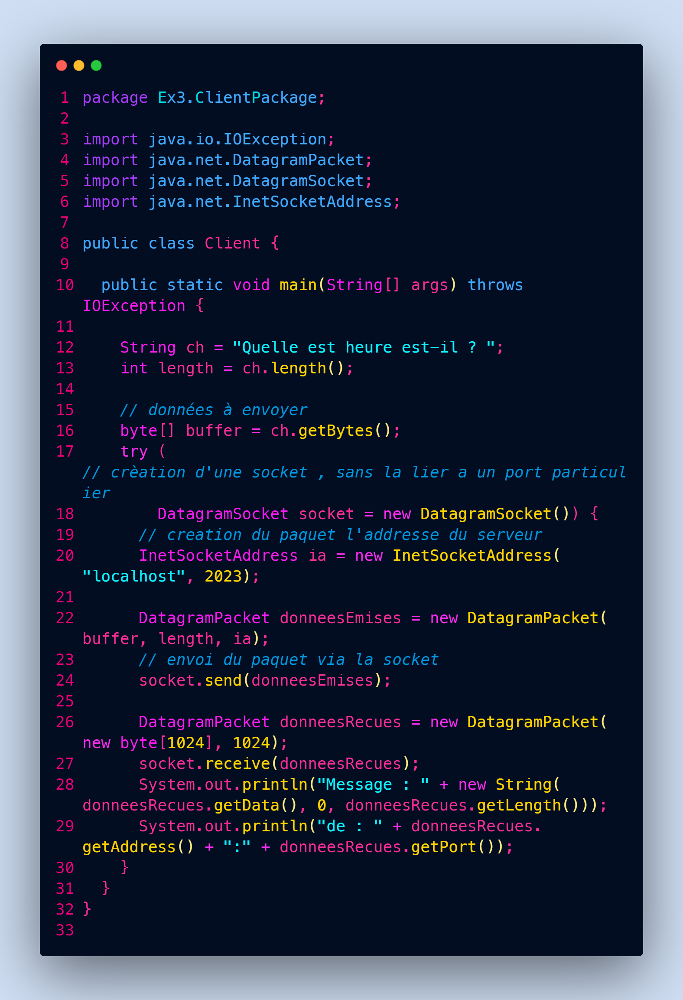 1 package Ex3.ClientPackage;
2
3 import java.io.IOException;
4 import java.net.DatagramPacket;
5 import java.net.DatagramSocket;
6 import java.net.InetSocketAddress;
7
8 public class Client {
9
10   public static void main(String[] args) throws
IOException {
11
12     String ch = "Quelle est heure est-il ? ";
13     int length = ch.length();
14
15     // données à envoyer
16     byte[] buffer = ch.getBytes();
17     try (
// crèation d'une socket , sans la lier a un port particul
ier
18         DatagramSocket socket = new DatagramSocket()) {
19       // creation du paquet l'addresse du serveur
20       InetSocketAddress ia = new InetSocketAddress(
"localhost", 2023);
21
22       DatagramPacket donneesEmises = new DatagramPacket(
buffer, length, ia);
23       // envoi du paquet via la socket
24       socket.send(donneesEmises);
25
26       DatagramPacket donneesRecues = new DatagramPacket(
new byte[1024], 1024);
27       socket.receive(donneesRecues);
28       System.out.println("Message : " + new String(
donneesRecues.getData(), 0, donneesRecues.getLength()));
29       System.out.println("de : " + donneesRecues.
getAddress() + ":" + donneesRecues.getPort());
30     }
31   }
32 }
33